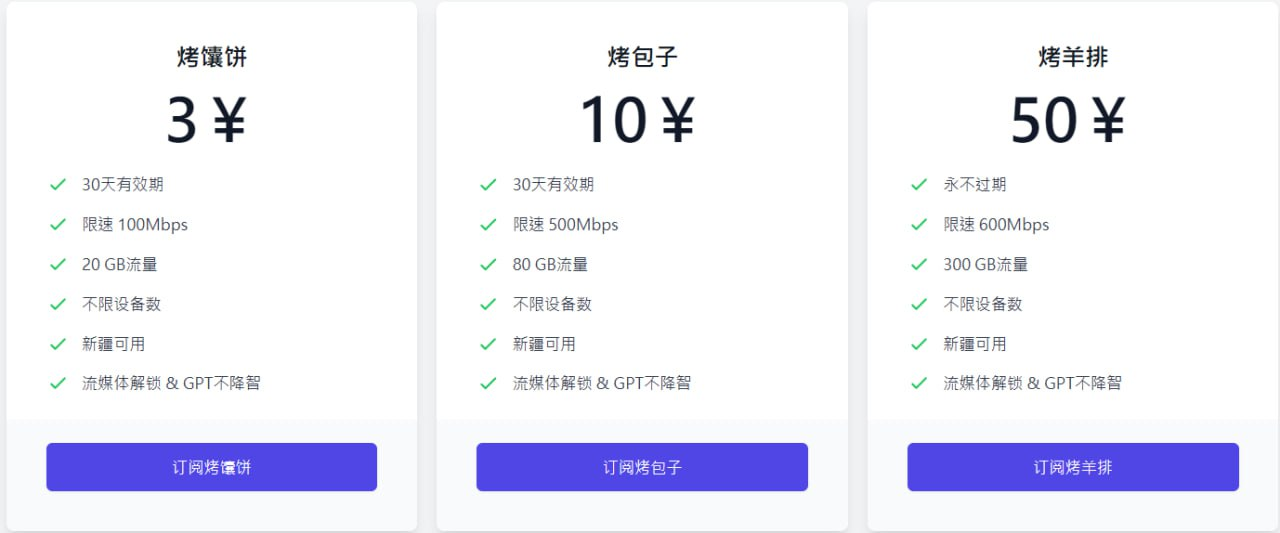 烤馕饼
3¥
30天有效期
限速 100Mbps
20 GB流量
不限设备数
新疆可用
流媒体解锁 & GPT不降智
订阅烤馕饼
烤包子
10¥
30天有效期
限速 500Mbps
80 GB流量
不限设备数
新疆可用
流媒体解锁 & GPT不降智
订阅烤包子
烤羊排
50¥
永不过期
限速 600Mbps
300 GB流量
不限设备数
新疆可用
流媒体解锁 & GPT不降智
订阅烤羊排